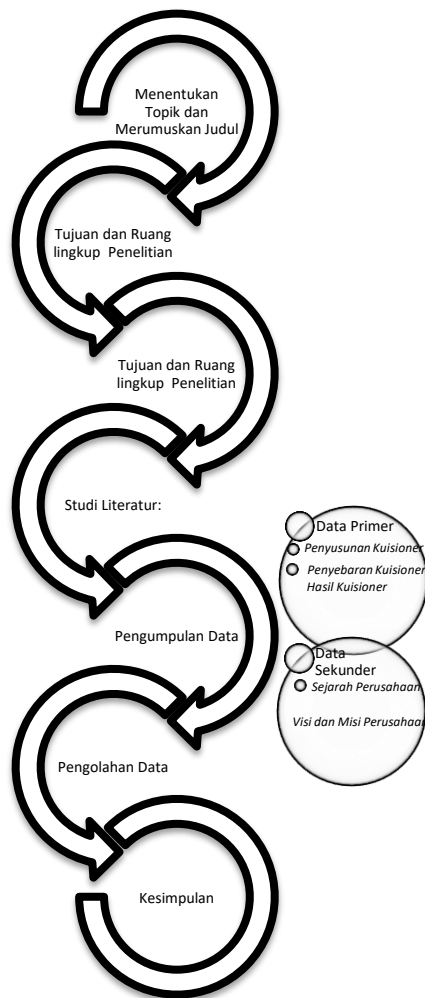 Menentukan
Topik dan
Merumuskan Judul
Tujuan dan Ruang
lingkup Penelitian
Tujuan dan Ruang
lingkup Penelitian
Studi Literatur:
Data Primer
Penyusunan Kuisioner
Penyebaran Kuisioner
Hasil Kuisioner
Pengumpulan Data
Data
Sekunder
Sejarah Perusahaan
Visi dan Misi Perusahaan
Pengolahan Data
Kesimpulan